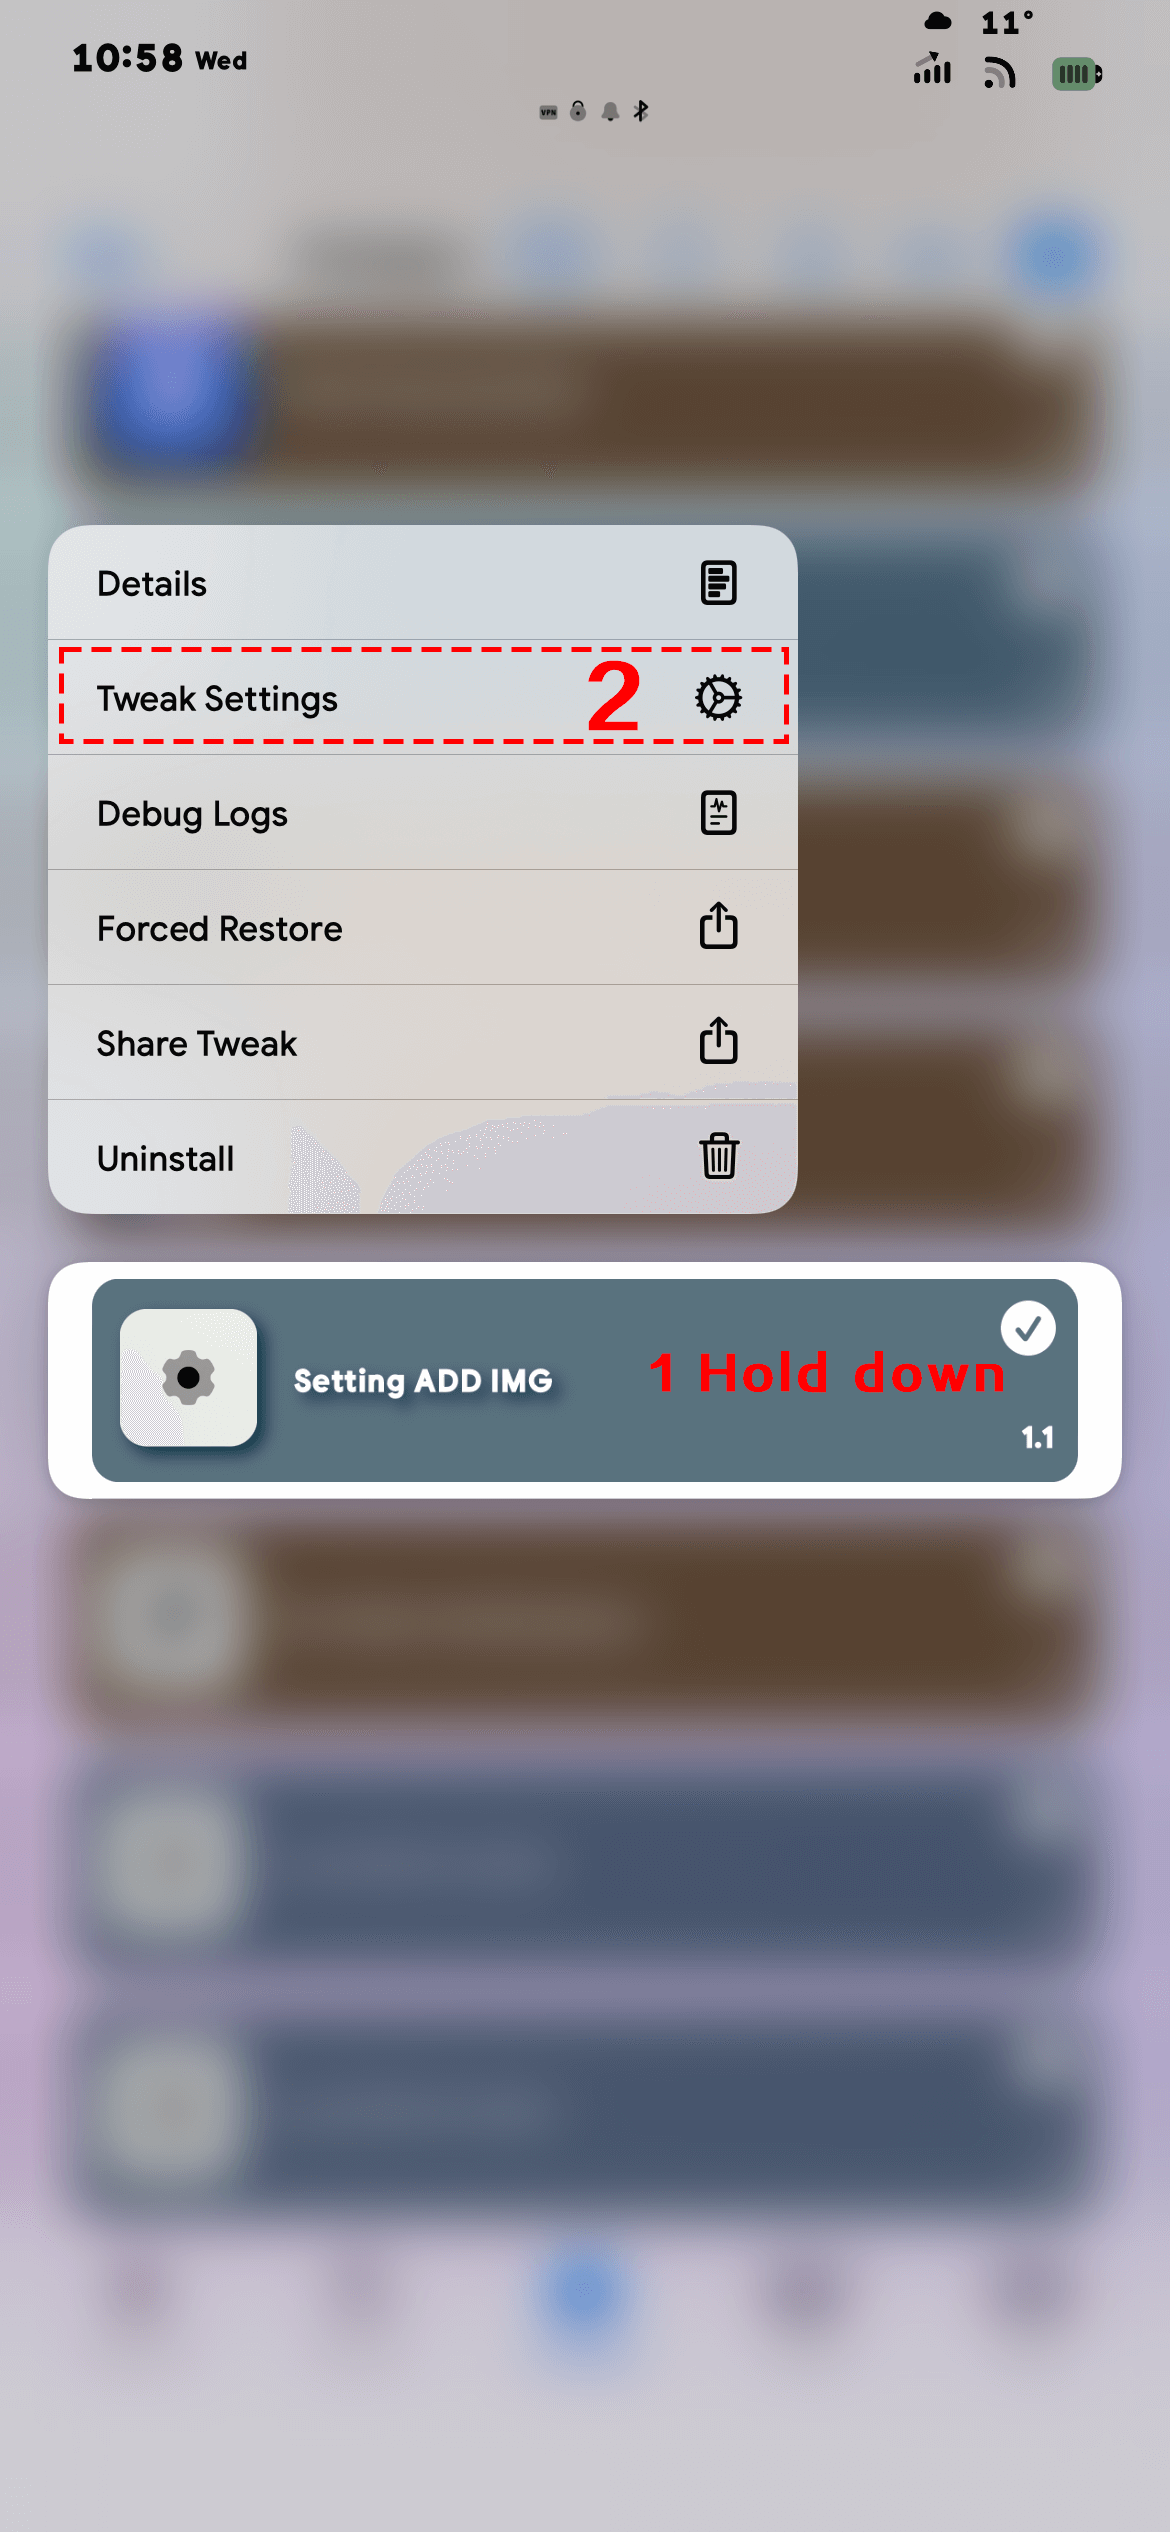 11°
10:58 Wed
VPN
Details
Tweak Settings 2
Debug Logs
Forced Restore
Share Tweak
Uninstall
Setting ADD IMG
1 Hold down
1.1